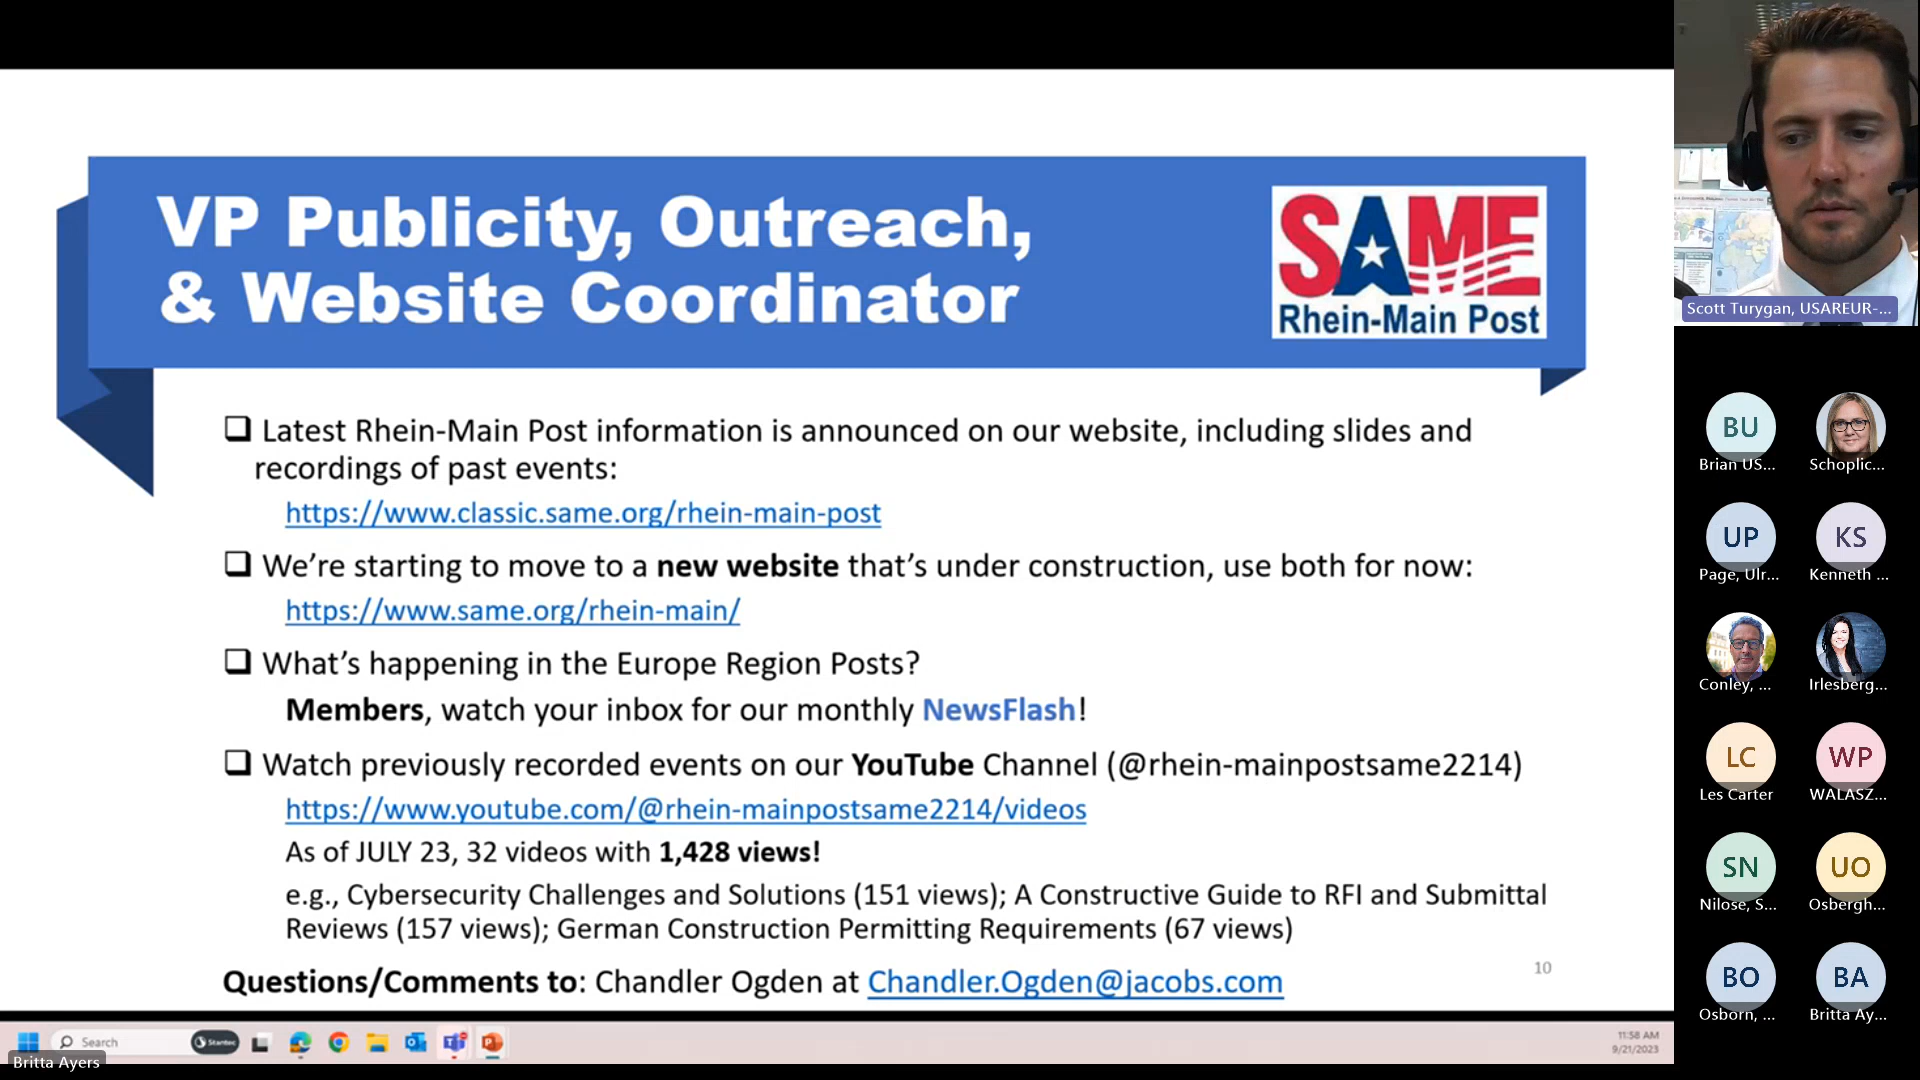 VP Publicity, Outreach,
& Website Coordinator
SAME
Rhein-Main Post
Latest Rhein-Main Post information is announced on our website, including slides and
recordings of past events:
https://www.classic.same.org/rhein-main-post
We’re starting to move to a new website that’s under construction, use both for now:
https://www.same.org/rhein-main/
What’s happening in the Europe Region Posts?
Members, watch your inbox for our monthly NewsFlash!
Watch previously recorded events on our YouTube Channel (@rhein-mainpostsame2214)
https://www.youtube.com/@rhein-mainpostsame2214/videos
As of JULY 23, 32 videos with 1,428 views!
e.g., Cybersecurity Challenges and Solutions (151 views); A Constructive Guide to RFI and Submittal
Reviews (157 views); German Construction Permitting Requirements (67 views)
Questions/Comments to: Chandler Ogden at Chandler.Ogden@jacobs.com
10
Search
Stantec
11:58 AM
9/21/2023
Britta Ayers
Scott Turygan, USAREUR-...
BU
Brian US...
Schoplic...
UP
Page, Ulr...
KS
Kenneth ...
Conley, ...
Irlesberg...
LC
Les Carter
WP
WALASZ...
SN
Nilose, S...
UO
Osbergh...
BO
Osborn, ...
BA
Britta Ay...